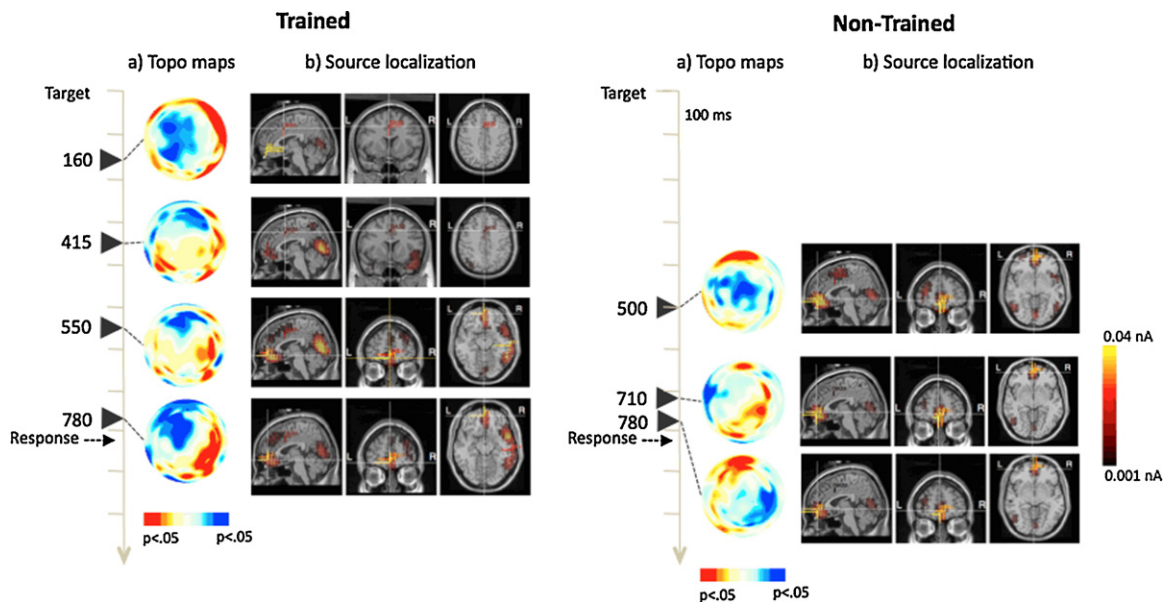 Trained
a) Topo maps b) Source localization
Target
160
L R
415
L R
550
L R
780
Response
L R
p<.05 p<.05
Non-Trained
a) Topo maps b) Source localization
Target
100 ms
500
L R
710
L R
780
Response
L R
p<.05 p<.05
0.04 nA
0.001 nA